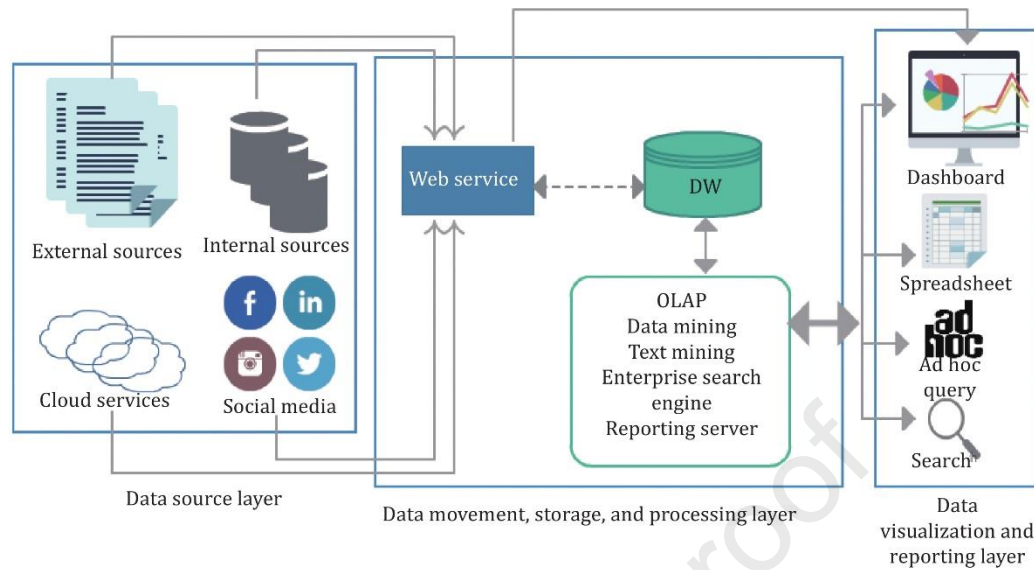 External sources
Internal sources
Cloud services
f
in
Social media
Data source layer
Web service
DW
OLAP
Data mining
Text mining
Enterprise search
engine
Reporting server
Data movement, storage, and processing layer
Dashboard
Spreadsheet
ad
hoc
Ad hoc
query
Search
Data
visualization and
reporting layer
roof